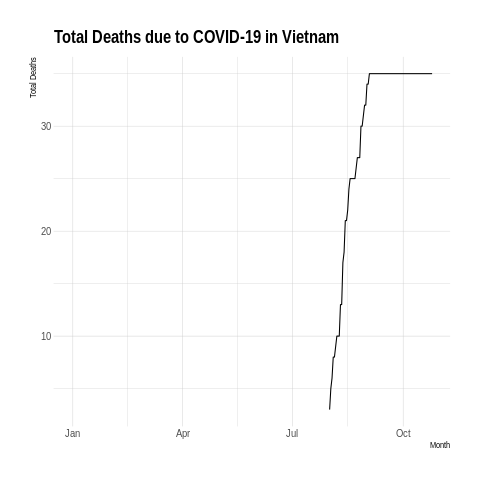 Total Deaths due to COVID-19 in Vietnam
Total Deaths
30
20
10
Jan Apr Jul Oct
Month